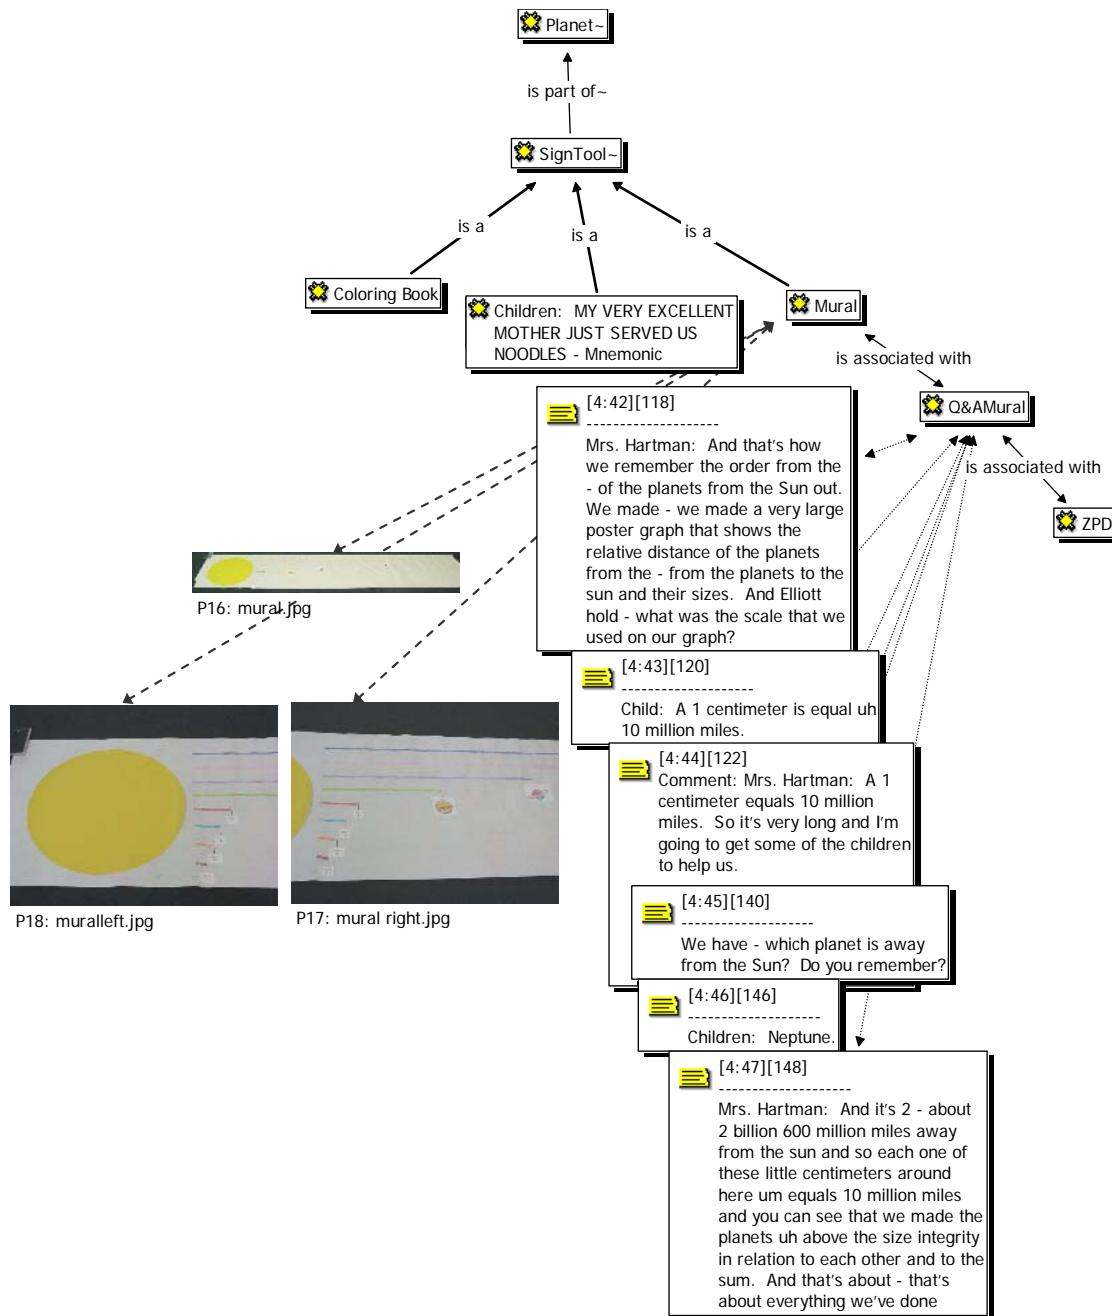 Planet~
is part of~
SignTool~
is a
is a
is a
Coloring Book
Children:  MY VERY EXCELLENT
MOTHER JUST SERVED US
NOODLES - Mnemonic
Mural
is associated with
Q&AMural
is associated with
ZPD
[4:42][118]
--------------------
Mrs. Hartman:  And that's how
we remember the order from the
- of the planets from the Sun out.
We made - we made a very large
poster graph that shows the
relative distance of the planets
from the - from the planets to the
sun and their sizes.  And Elliott
hold - what was the scale that we
used on our graph?
P16: mural.jpg
[4:43][120]
--------------------
Child:  A 1 centimeter is equal uh
10 million miles.
[4:44][122]
Comment: Mrs. Hartman:  A 1
centimeter equals 10 million
miles.  So it's very long and I'm
going to get some of the children
to help us.
P18: muralleft.jpg
P17: mural right.jpg
[4:45][140]
--------------------
We have - which planet is away
from the Sun?  Do you remember?
[4:46][146]
--------------------
Children:  Neptune.
[4:47][148]
--------------------
Mrs. Hartman:  And it's 2 - about
2 billion 600 million miles away
from the sun and so each one of
these little centimeters around
here um equals 10 million miles
and you can see that we made the
planets uh above the size integrity
in relation to each other and to the
sum.  And that's about - that's
about everything we've done